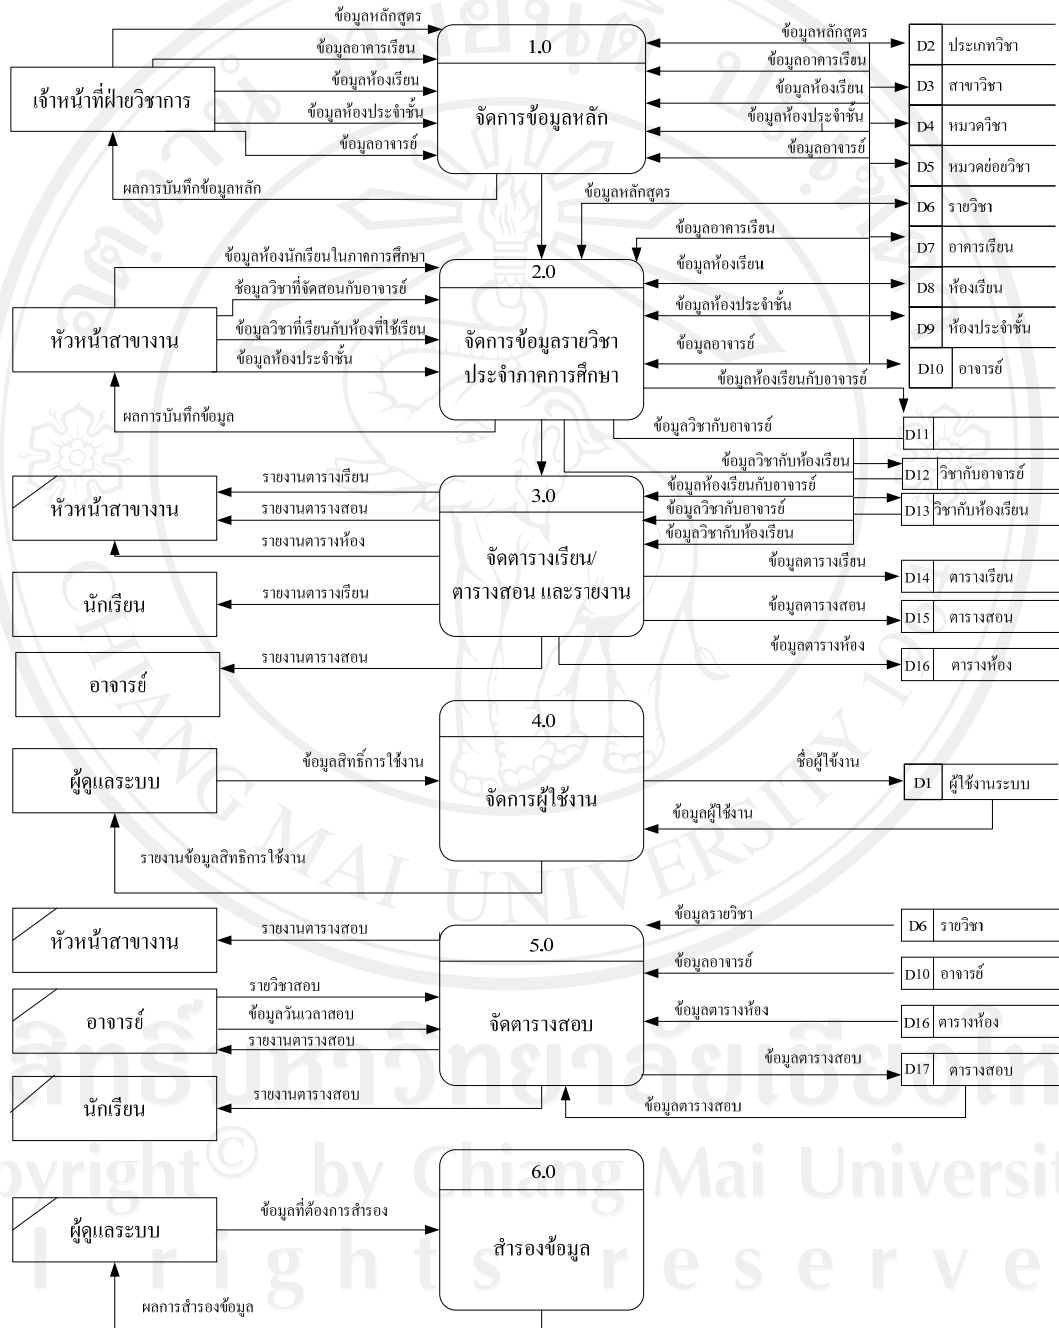 ข้อมูลหลักสูตร
ข้อมูลอาคารเรียน
ข้อมูลห้องเรียน
ข้อมูลห้องประจำชั้น
ข้อมูลอาจารย์
เจ้าหน้าที่ฝ่ายวิชาการ
ผลการบันทึกข้อมูลหลัก
1.0
จัดการข้อมูลหลัก
ข้อมูลหลักสูตร
ข้อมูลอาคารเรียน
ข้อมูลห้องเรียน
ข้อมูลห้องประจำชั้น
ข้อมูลอาจารย์
D2 ประเภทวิชา
D3 สาขาวิชา
D4 หมวดวิชา
D5 หมวดย่อยวิชา
D6 รายวิชา
D7 อาคารเรียน
D8 ห้องเรียน
D9 ห้องประจำชั้น
D10 อาจารย์
ข้อมูลห้องนักเรียนในภาคการศึกษา
ช้อมูลวิชาที่จัดสอนกับอาจารย์
ข้อมูลวิชาที่เรียนกับห้องที่ใช้เรียน
ข้อมูลห้องประจำชั้น
หัวหน้าสาขางาน
ผลการบันทึกข้อมูล
2.0
จัดการข้อมูลรายวิชา
ประจำภาคการศึกษา
ข้อมูลหลักสูตร
ข้อมูลอาคารเรียน
ข้อมูลห้องเรียน
ข้อมูลห้องประจำชั้น
ข้อมูลอาจารย์
ข้อมูลห้องเรียนกับอาจารย์
ข้อมูลวิชากับอาจารย์
ข้อมูลวิชากับห้องเรียน
D11
D12 วิชากับอาจารย์
D13 วิชากับห้องเรียน
รายงานตารางเรียน
รายงานตารางสอน
รายงานตารางห้อง
หัวหน้าสาขางาน
รายงานตารางเรียน
นักเรียน
รายงานตารางสอน
อาจารย์
3.0
จัดตารางเรียน/
ตารางสอน และรายงาน
ข้อมูลห้องเรียนกับอาจารย์
ข้อมูลวิชากับอาจารย์
ข้อมูลวิชากับห้องเรียน
ข้อมูลตารางเรียน
ข้อมูลตารางสอน
ข้อมูลตารางห้อง
D14 ตารางเรียน
D15 ตารางสอน
D16 ตารางห้อง
ผู้ดูแลระบบ
ข้อมูลสิทธิ์การใช้งาน
รายงานข้อมูลสิทธิการใช้งาน
4.0
จัดการผู้ใช้งาน
ชื่อผู้ใข้งาน
ข้อมูลผู้ใช้งาน
D1 ผู้ใช้งานระบบ
หัวหน้าสาขางาน
รายงานตารางสอบ
อาจารย์
รายวิชาสอบ
ข้อมูลวันเวลาสอบ
รายงานตารางสอบ
นักเรียน
รายงานตารางสอบ
5.0
จัดตารางสอบ
ข้อมูลรายวิชา
ข้อมูลอาจารย์
ข้อมูลตารางห้อง
ข้อมูลตารางสอบ
ข้อมูลตารางสอบ
D6 รายวิชา
D10 อาจารย์
D16 ตารางห้อง
D17 ตารางสอบ
ผู้ดูแลระบบ
ข้อมูลที่ต้องการสำรอง
ผลการสำรองข้อมูล
6.0
สำรองข้อมูล
CHIANG MAI UNIVERSITY
pyright© by Chiang Mai Universit
l rights reserve